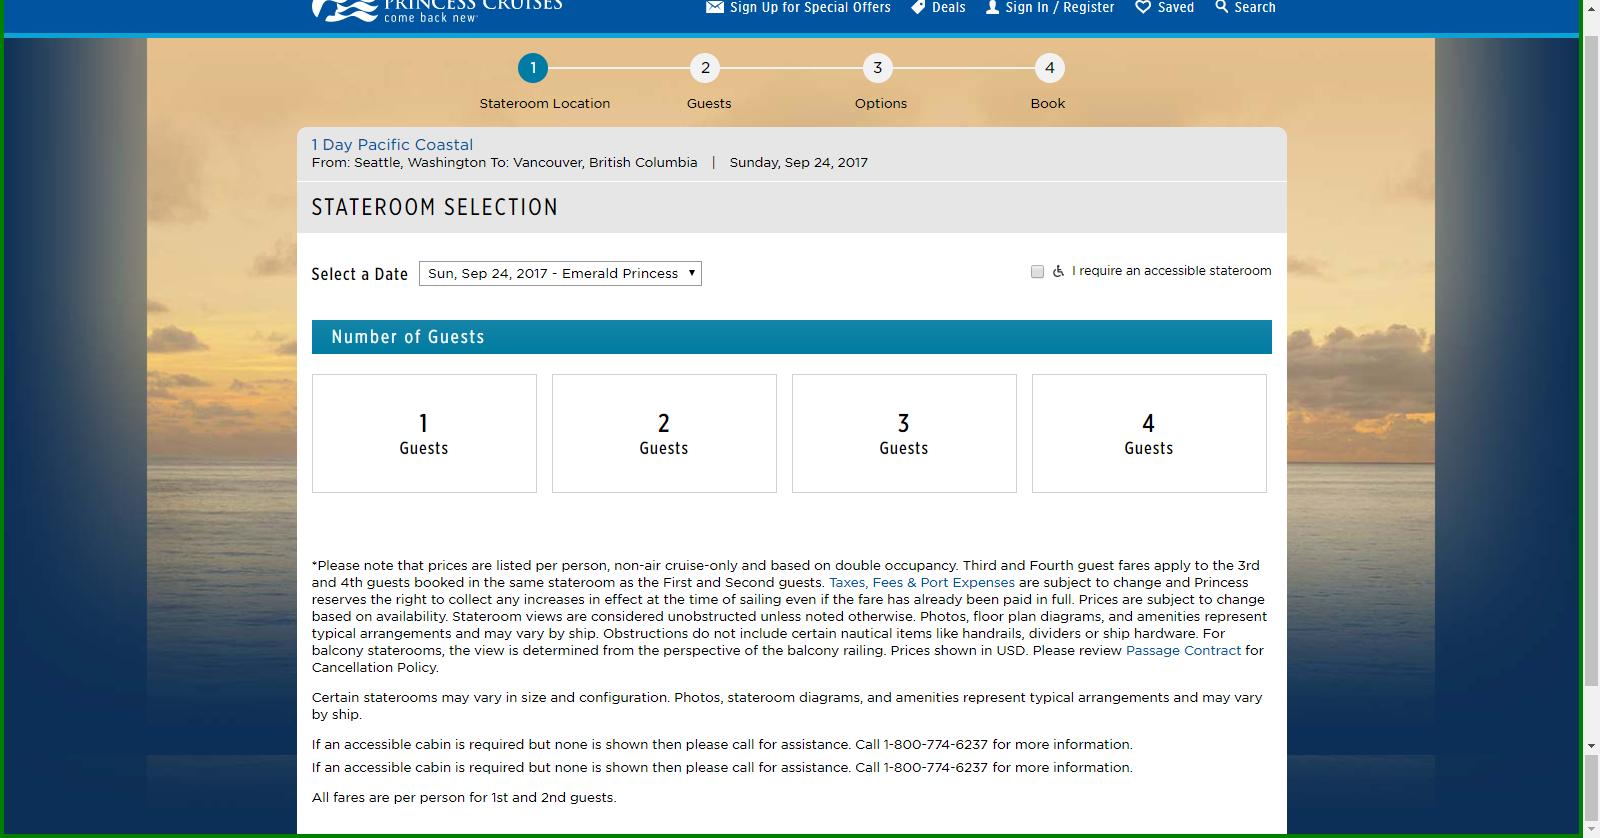 PRINCESS CRUISES
come back new
Sign Up for Special Offers
Deals
Sign In / Register
Saved
Search
1
2
3
4
Stateroom Location
Guests
Options
Book
1 Day Pacific Coastal
From: Seattle, Washington To: Vancouver, British Columbia | Sunday, Sep 24, 2017
STATEROOM SELECTION
Select a Date
Sun, Sep 24, 2017 - Emerald Princess
I require an accessible stateroom
Number of Guests
1
Guests
2
Guests
3
Guests
4
Guests
*Please note that prices are listed per person, non-air cruise-only and based on double occupancy. Third and Fourth guest fares apply to the 3rd
and 4th guests booked in the same stateroom as the First and Second guests. Taxes, Fees & Port Expenses are subject to change and Princess
reserves the right to collect any increases in effect at the time of sailing even if the fare has already been paid in full. Prices are subject to change
based on availability. Stateroom views are considered unobstructed unless noted otherwise. Photos, floor plan diagrams, and amenities represent
typical arrangements and may vary by ship. Obstructions do not include certain nautical items like handrails, dividers or ship hardware. For
balcony staterooms, the view is determined from the perspective of the balcony railing. Prices shown in USD. Please review Passage Contract for
Cancellation Policy.
Certain staterooms may vary in size and configuration. Photos, stateroom diagrams, and amenities represent typical arrangements and may vary
by ship.
If an accessible cabin is required but none is shown then please call for assistance. Call 1-800-774-6237 for more information.
If an accessible cabin is required but none is shown then please call for assistance. Call 1-800-774-6237 for more information.
All fares are per person for 1st and 2nd guests.